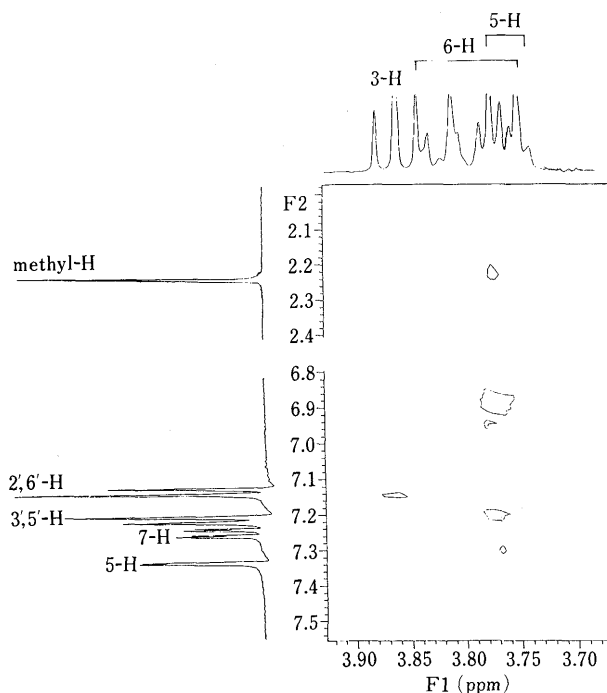 5-H
6-H
3-H
F2
2.1
methyl-H
2.2
2.3
2.4
6.8
6.9
7.0
2′,6′-H
7.1
3′,5′-H
7.2
7-H
7.3
5-H
7.4
7.5
3.90 3.85 3.80 3.75 3.70
F1 (ppm)